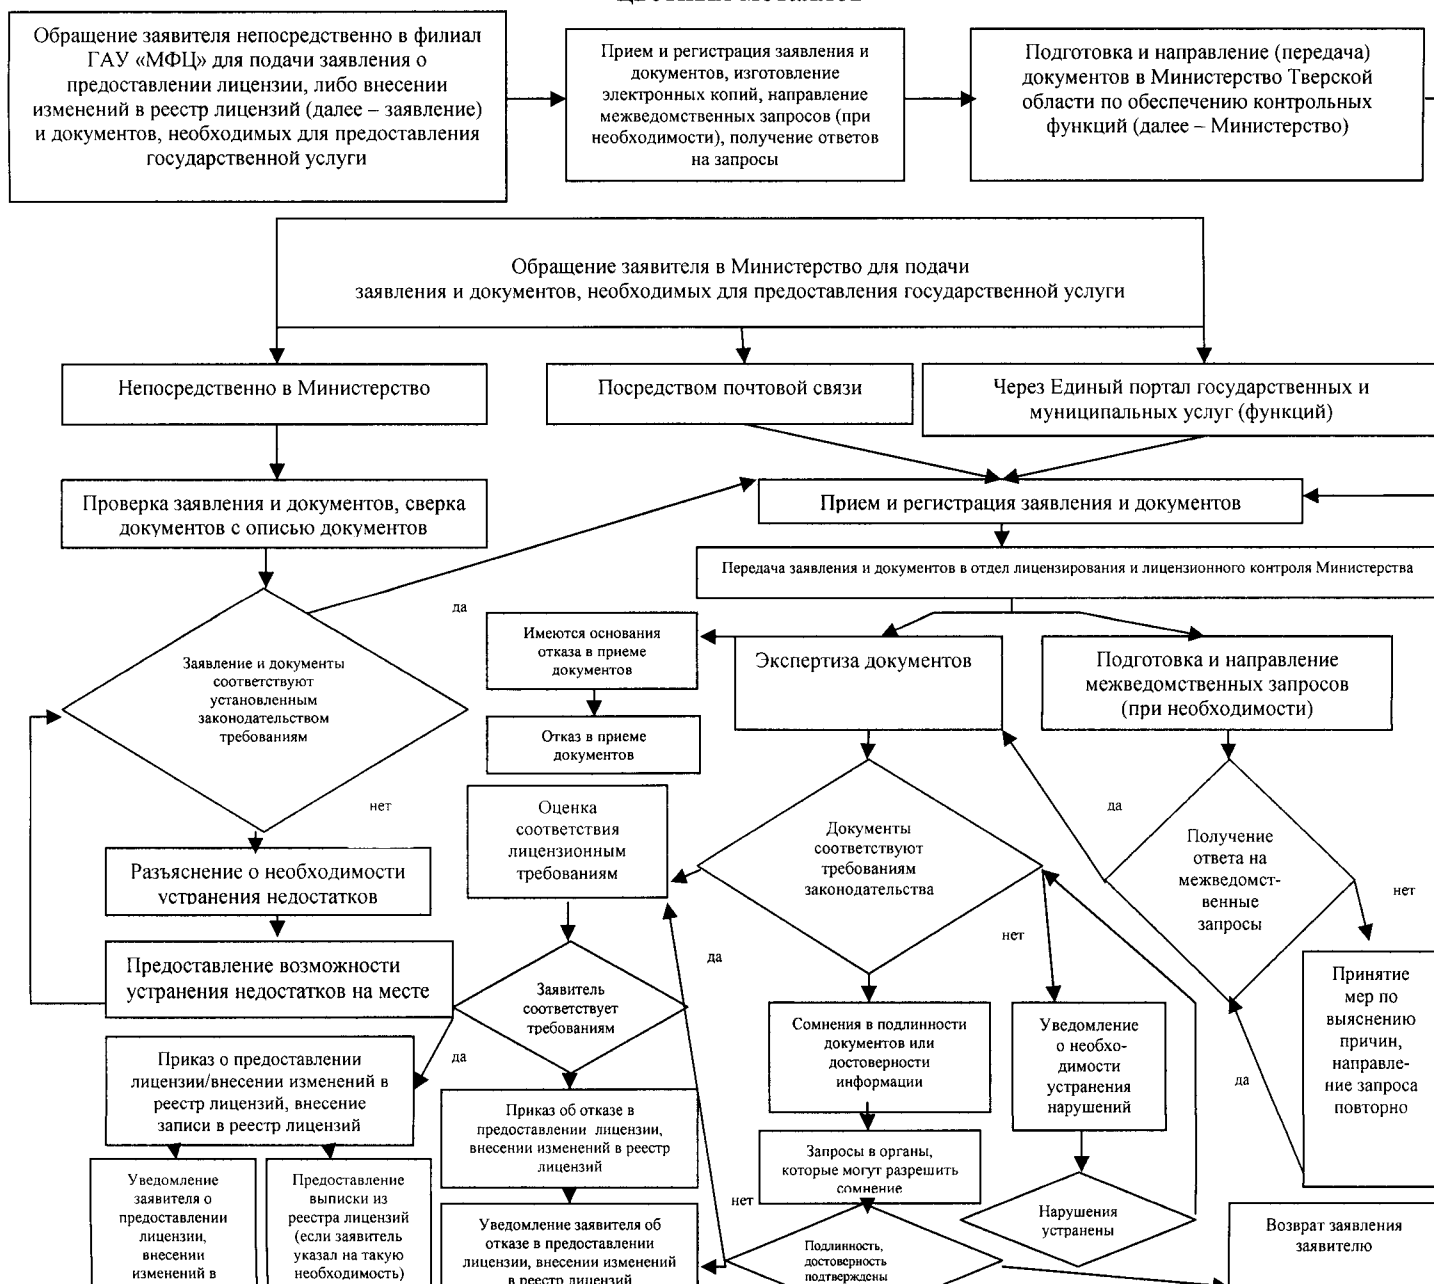 Обращение заявителя непосредственно в филиал
ГАУ «МФЦ» для подачи заявления о
предоставлении лицензии, либо внесении
изменений в реестр лицензий (далее – заявление)
и документов, необходимых для предоставления
государственной услуги
Прием и регистрация заявления и
документов, изготовление
электронных копий, направление
межведомственных запросов (при
необходимости), получение ответов
на запросы
Подготовка и направление (передача)
документов в Министерство Тверской
области по обеспечению контрольных
функций (далее – Министерство)
Обращение заявителя в Министерство для подачи
заявления и документов, необходимых для предоставления государственной услуги
Непосредственно в Министерство
Посредством почтовой связи
Через Единый портал государственных и
муниципальных услуг (функций)
Проверка заявления и документов, сверка
документов с описью документов
Прием и регистрация заявления и документов
Передача заявления и документов в отдел лицензирования и лицензионного контроля Министерства
да
Заявление и документы
соответствуют
установленным
законодательством
требованиям
нет
Имеются основания
отказа в приеме
документов
Отказ в приеме
документов
Экспертиза документов
Подготовка и направление
межведомственных запросов
(при необходимости)
Разъяснение о необходимости
устранения недостатков
Предоставление возможности
устранения недостатков на месте
Оценка
соответствия
лицензионным
требованиям
Документы
соответствуют
требованиям
законодательства
да
нет
да
Получение
ответа на
межведомст-
венные
запросы
нет
Заявитель
соответствует
требованиям
да
Сомнения в подлинности
документов или
достоверности
информации
Уведомление
о необхо-
димости
устранения
нарушений
да
Принятие
мер по
выяснению
причин,
направле-
ние запроса
повторно
Приказ о предоставлении
лицензии/внесении изменений в
реестр лицензий, внесение
записи в реестр лицензий
Приказ об отказе в
предоставлении лицензии,
внесении изменений в реестр
лицензий
Запросы в органы,
которые могут разрешить
сомнение
Уведомление
заявителя о
предоставлении
лицензии,
внесении
изменений в
Предоставление
выписки из
реестра лицензий
(если заявитель
указал на такую
необходимость)
Уведомление заявителя об
отказе в предоставлении
лицензии, внесении изменений
в реестр лицензий
нет
Подлинность,
достоверность
подтверждены
Нарушения
устранены
Возврат заявления
заявителю